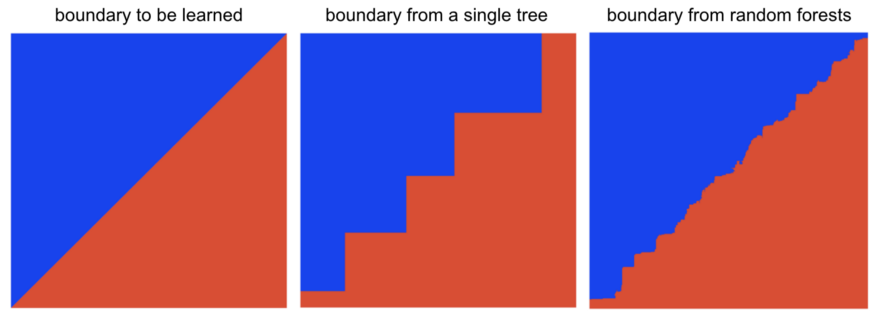 boundary to be learned
boundary from a single tree
boundary from random forests